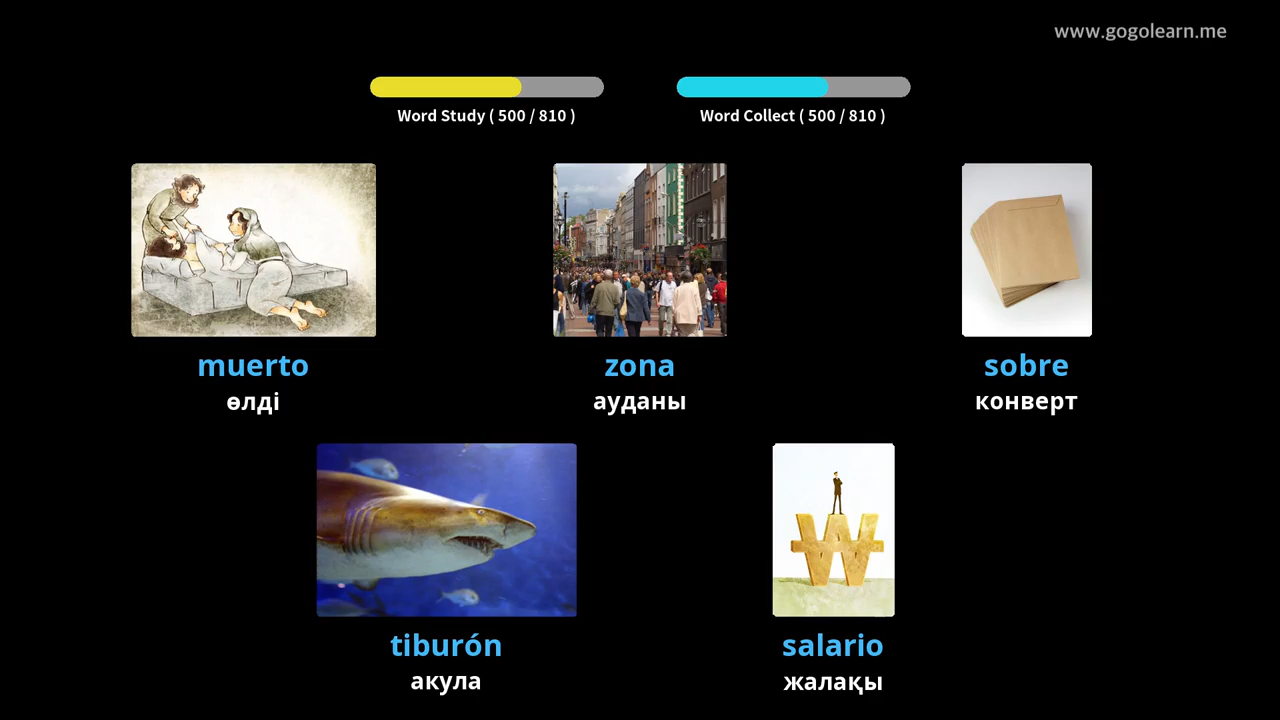 www.gogolearn.me
Word Study ( 500 / 810 )
Word Collect ( 500 / 810 )
muerto
өлді
zona
ауданы
sobre
конверт
tiburón
акула
salario
жалақы